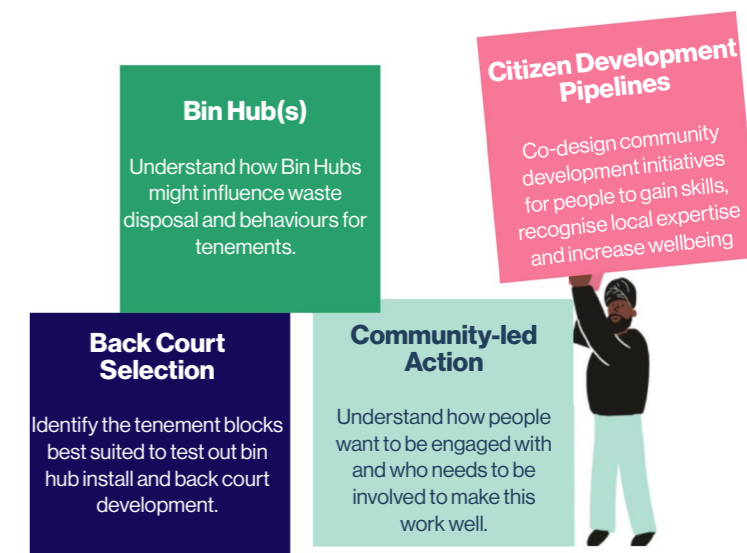 Bin Hub(s)
Understand how Bin Hubs
might influence waste
disposal and behaviours for
tenements.
Citizen Development
Pipelines
Co-design community
development initiatives
for people to gain skills,
recognise local expertise
and increase wellbeing
Back Court
Selection
Identify the tenement blocks
best suited to test out bin
hub install and back court
development.
Community-led
Action
Understand how people
want to be engaged with
and who needs to be
involved to make this
work well.